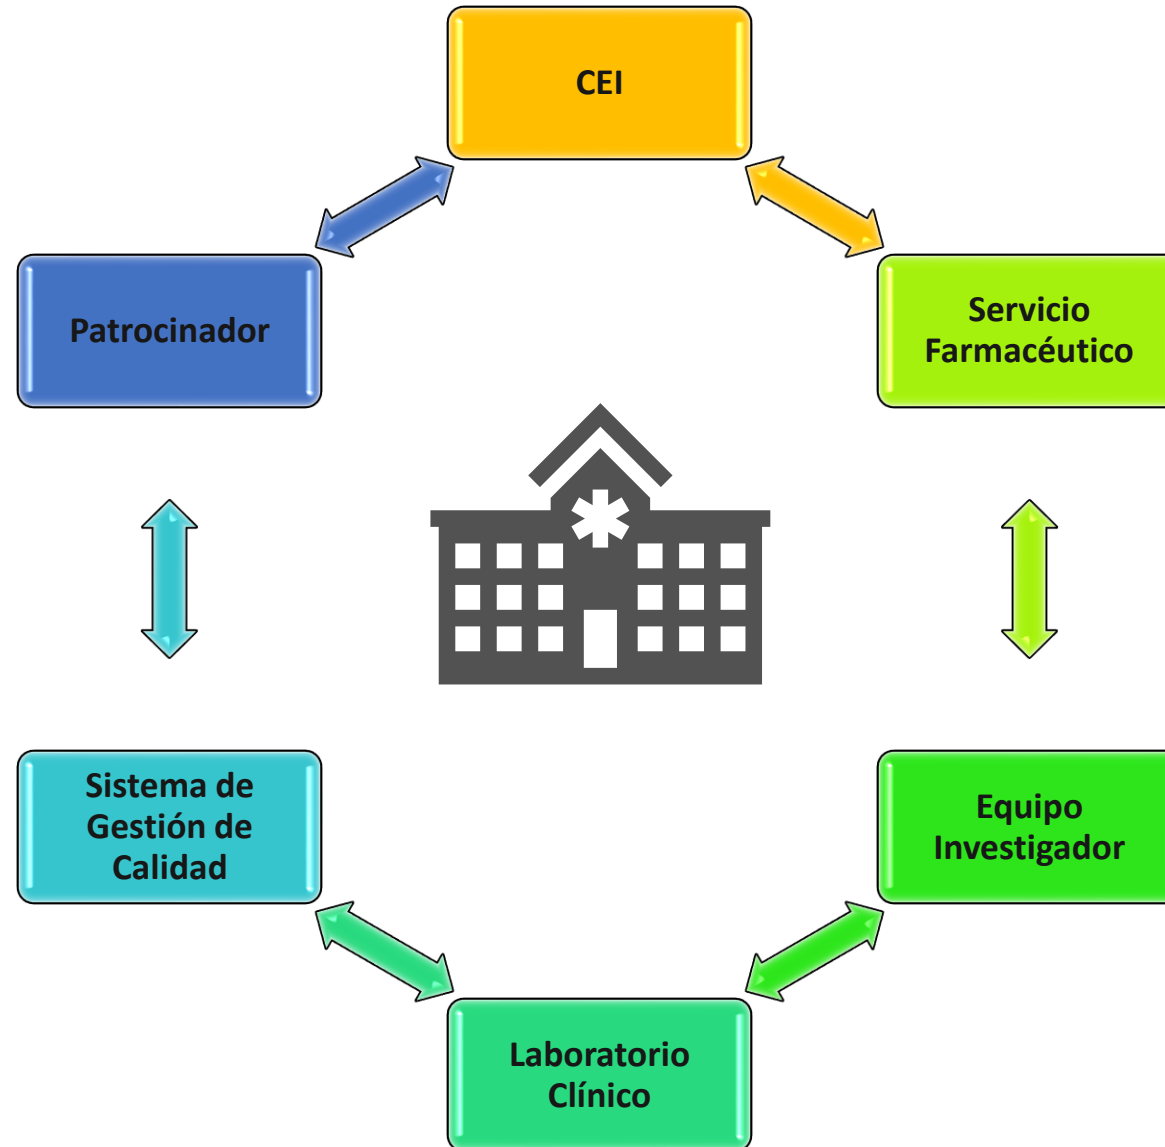 CEI
Patrocinador
Servicio
Farmacéutico
Sistema de
Gestión de
Calidad
Equipo
Investigador
Laboratorio
Clínico